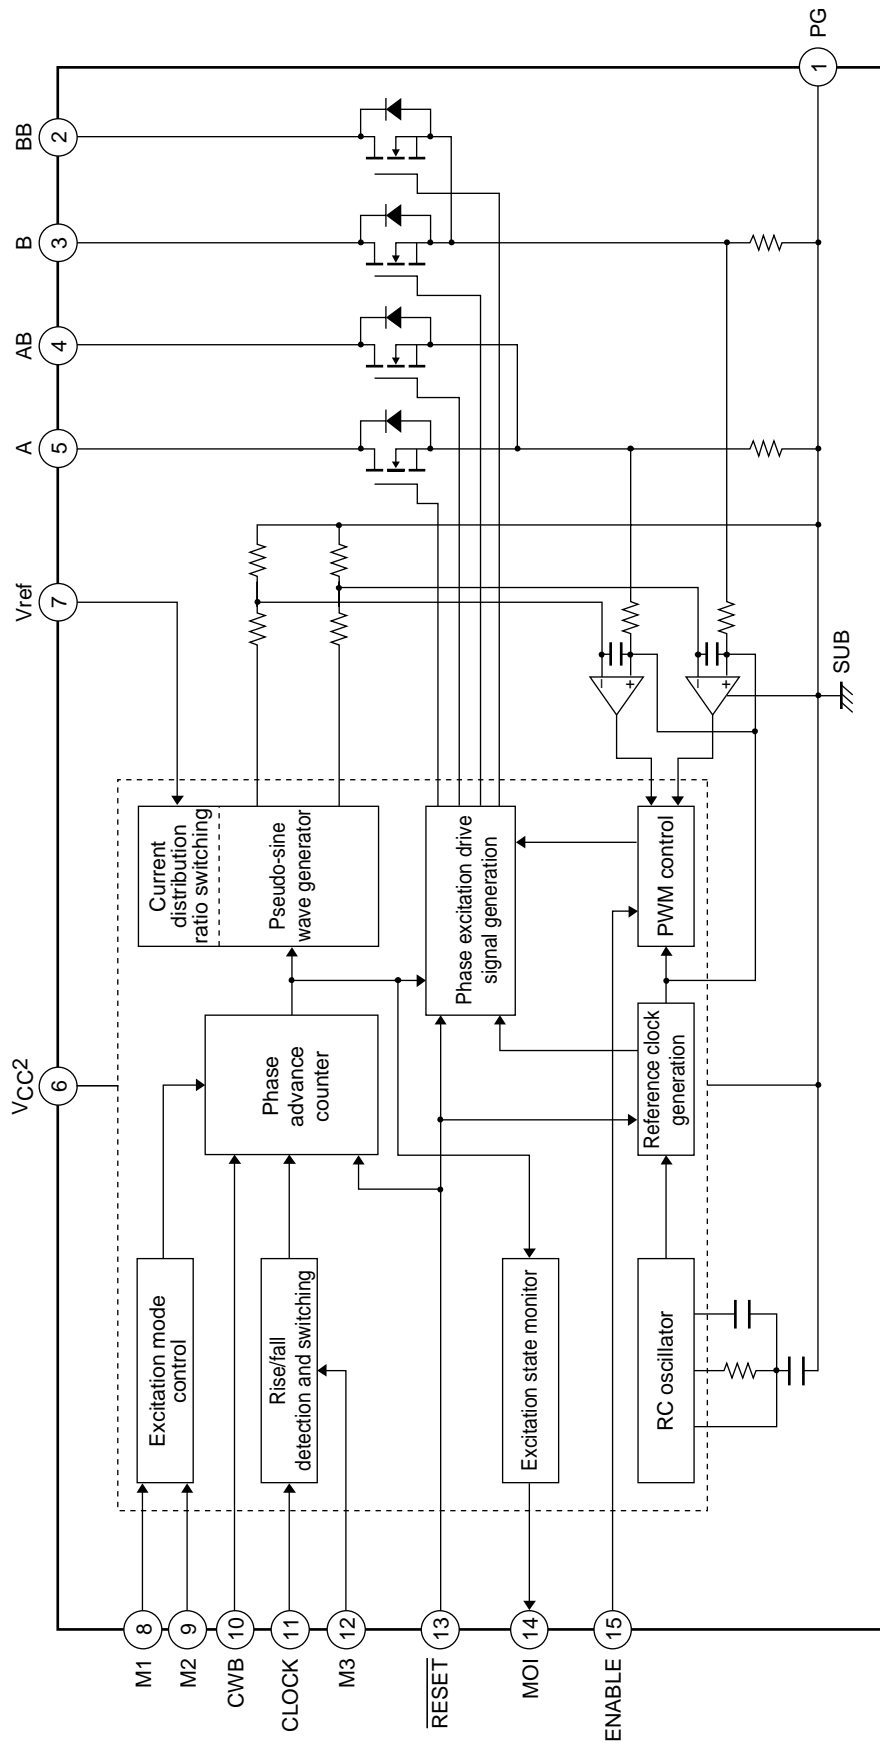 VCC2
6
Vref
7
A
5
AB
4
B
3
BB
2
PG
1
M1
8
M2
9
CWB
10
CLOCK
11
M3
12
RESET
13
MOI
14
ENABLE
15
Excitation mode
control
Rise/fall
detection and switching
Phase
advance
counter
Current
distribution
ratio switching
Pseudo-sine
wave generator
Phase excitation drive
signal generation
Excitation state monitor
RC oscillator
Reference clock
generation
PWM control
−
+
−
+
SUB